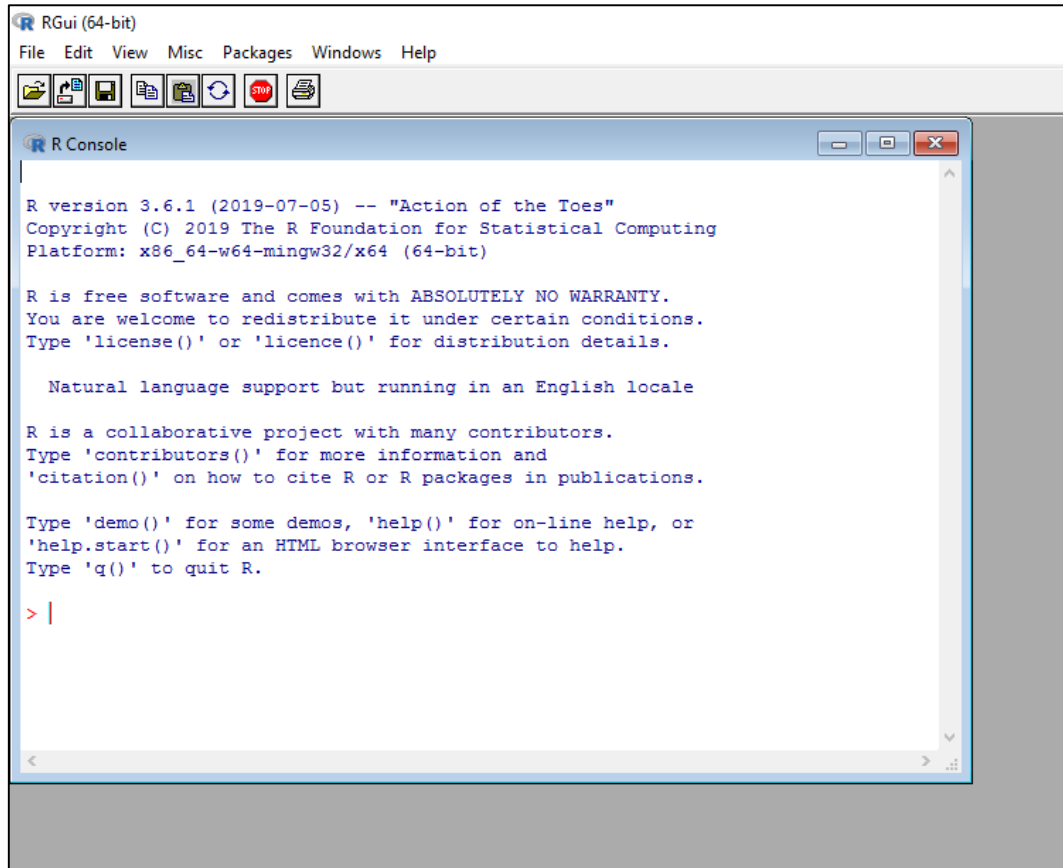 RGui (64-bit)
File Edit View Misc Packages Windows Help
STOP
R Console
R version 3.6.1 (2019-07-05) -- "Action of the Toes"
Copyright (C) 2019 The R Foundation for Statistical Computing
Platform: x86_64-w64-mingw32/x64 (64-bit)
R is free software and comes with ABSOLUTELY NO WARRANTY.
You are welcome to redistribute it under certain conditions.
Type 'license()' or 'licence()' for distribution details.
Natural language support but running in an English locale
R is a collaborative project with many contributors.
Type 'contributors()' for more information and
'citation()' on how to cite R or R packages in publications.
Type 'demo()' for some demos, 'help()' for on-line help, or
'help.start()' for an HTML browser interface to help.
Type 'q()' to quit R.
>